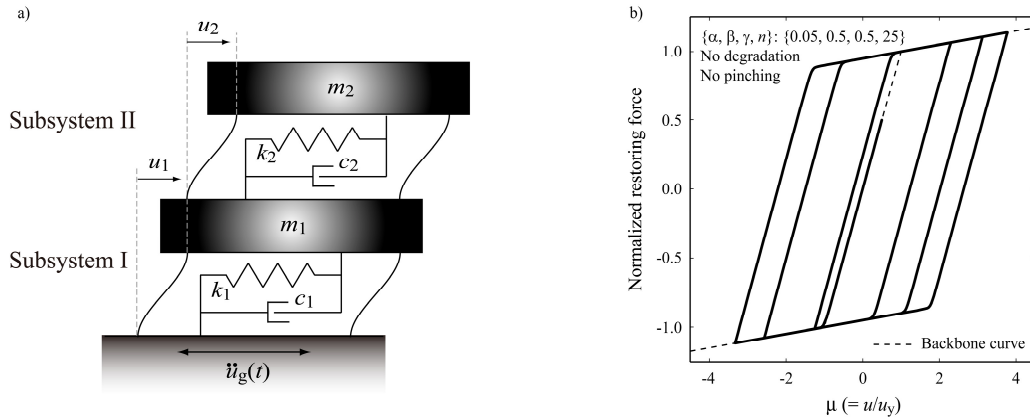 a)
u2
m2
Subsystem II
k2
c2
u1
m1
Subsystem I
k1
c1
üg(t)
b)
{α, β, γ, n}: {0.05, 0.5, 0.5, 25}
No degradation
No pinching
Normalized restoring force
1.0
0.5
0.0
-0.5
-1.0
Backbone curve
-4 -2 0 2 4
μ (= u/uy)